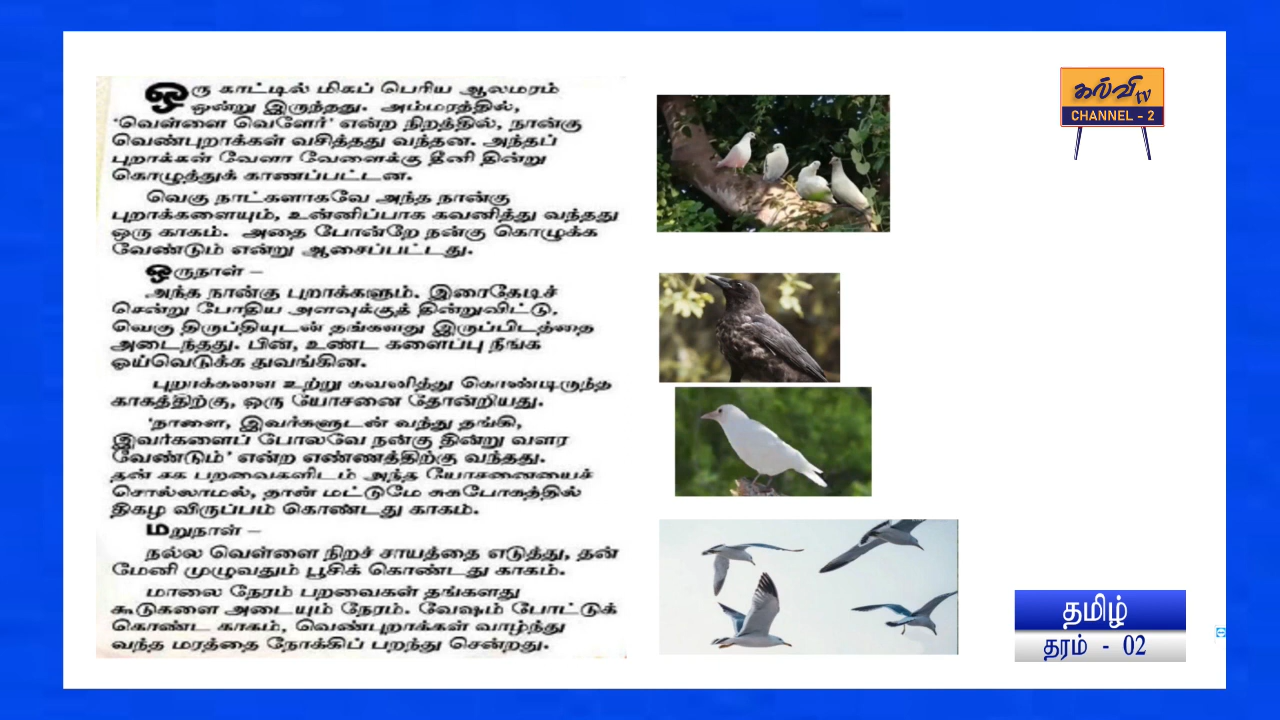 ஒரு காட்டில் மிகப் பெரிய ஆலமரம்
ஒன்று இருந்தது. அம்மரத்தில்,
'வெள்ளை வெளேர்' என்ற நிறத்தில், நான்கு
வெண்புறாக்கள் வசித்தது வந்தன. அந்தப்
புறாக்கள் வேளா வேளைக்கு தீனி தின்று
கொழுத்துக் காணப்பட்டன.
வெகு நாட்களாகவே அந்த நான்கு
புறாக்களையும், உன்னிப்பாக கவனித்து வந்தது
ஒரு காகம். அதை போன்றே நன்கு கொழுக்க
வேண்டும் என்று ஆசைப்பட்டது.
ஒருநாள் –
அந்த நான்கு புறாக்களும். இரைதேடிச்
சென்று போதிய அளவுக்குத் தின்றுவிட்டு.
வெகு திருப்தியுடன் தங்களது இருப்பிடத்தை
அடைந்தது. பின், உண்ட களைப்பு நீங்க
ஓய்வெடுக்க துவங்கின.
புறாக்களை உற்று கவனித்து கொண்டிருந்த
காகத்திற்கு, ஒரு யோசனை தோன்றியது.
'நாளை, இவர்களுடன் வந்து தங்கி,
இவர்களைப் போலவே நன்கு தின்று வளர
வேண்டும்' என்ற எண்ணத்திற்கு வந்தது.
தன் சக பறவைகளிடம் அந்த யோசனையைச்
சொல்லாமல், தான் மட்டுமே சுகபோகத்தில்
திகழ விருப்பம் கொண்டது காகம்.
மறுநாள் –
நல்ல வெள்ளை நிறச் சாயத்தை எடுத்து, தன்
மேனி முழுவதும் பூசிக் கொண்டது காகம்.
மாலை நேரம் பறவைகள் தங்களது
கூடுகளை அடையும் நேரம். வேஷம் போட்டுக்
கொண்ட காகம், வெண்புறாக்கள் வாழ்ந்து
வந்த மரத்தை நோக்கிப் பறந்து சென்றது.
கல்வி tv
CHANNEL - 2
தமிழ்
தரம் - 02